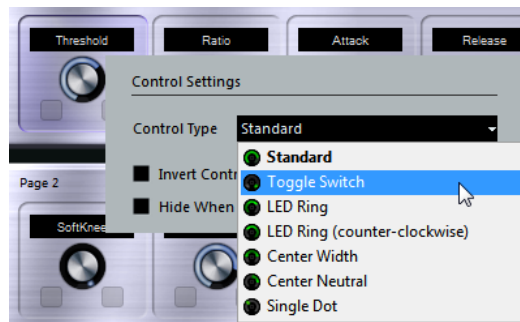 Threshold Ratio Attack Release
Control Settings
Control Type Standard
Standard
Invert Toggle Switch
Page 2
Hide When LED Ring
SoftKnee LED Ring (counter-clockwise)
Center Width
Center Neutral
Single Dot